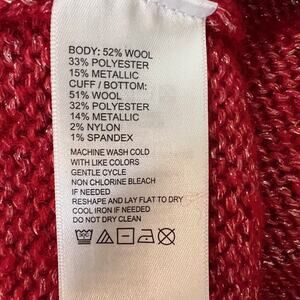 BODY: 52% WOOL
33% POLYESTER
15% METALLIC
CUFF / BOTTOM:
51% WOOL
32% POLYESTER
14% METALLIC
2% NYLON
1% SPANDEX
MACHINE WASH COLD
WITH LIKE COLORS
GENTLE CYCLE
NON CHLORINE BLEACH
IF NEEDED
RESHAPE AND LAY FLAT TO DRY
COOL IRON IF NEEDED
DO NOT DRY CLEAN